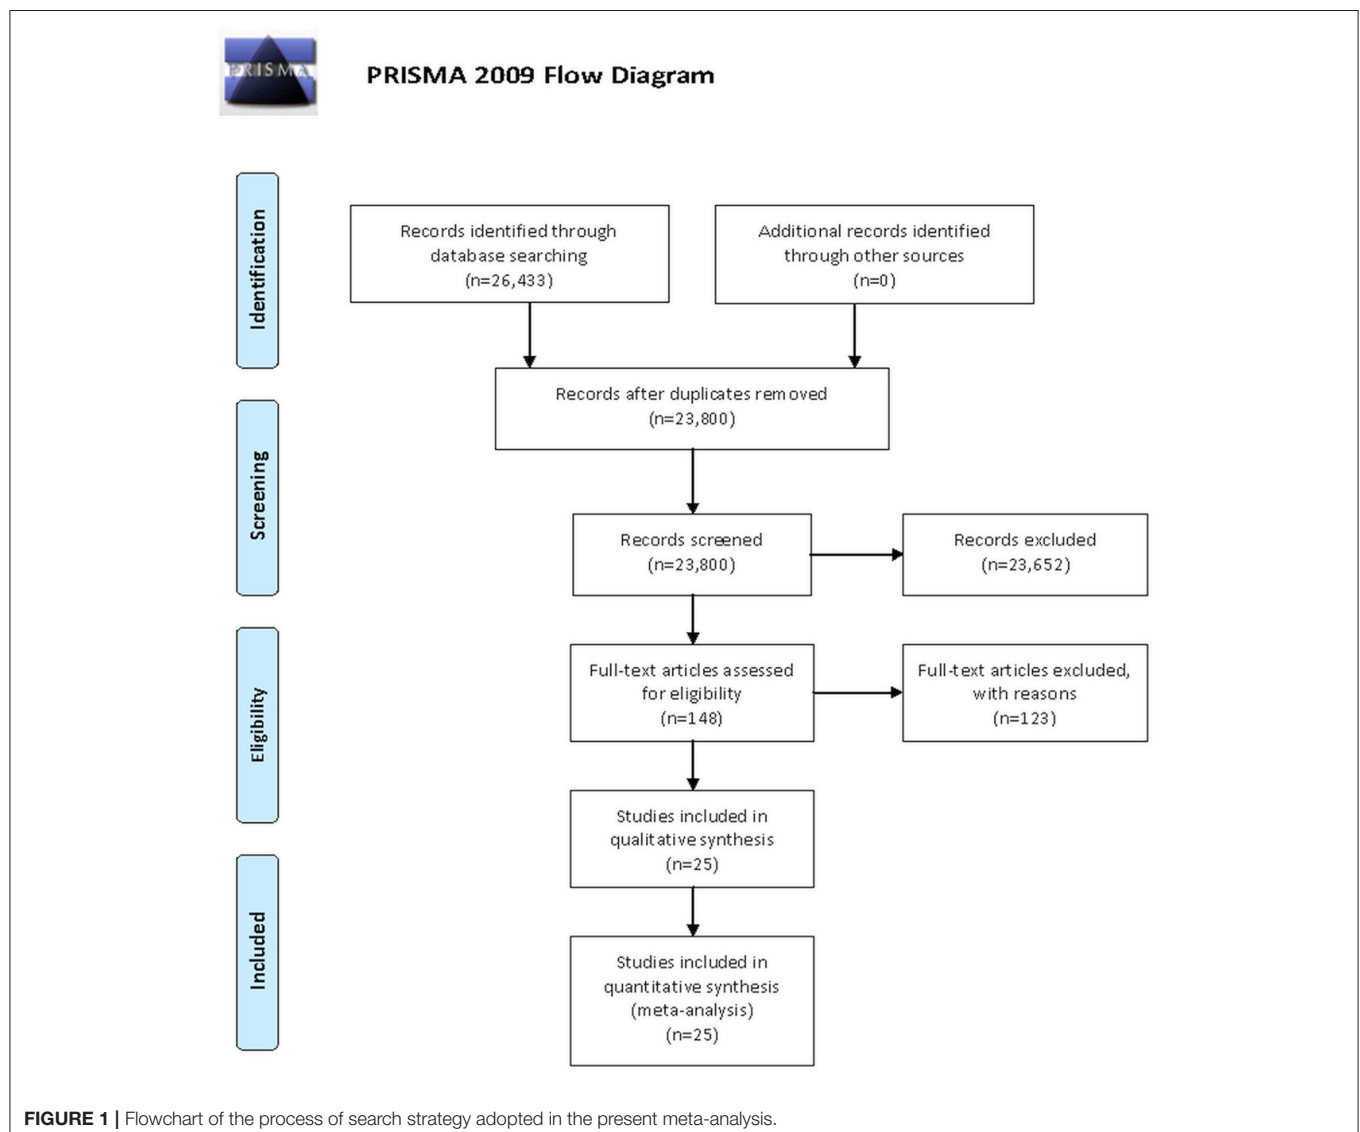 PRISMA
PRISMA 2009 Flow Diagram
Identification
Records identified through
database searching
(n=26,433)
Additional records identified
through other sources
(n=0)
Records after duplicates removed
(n=23,800)
Screening
Records screened
(n=23,800)
Records excluded
(n=23,652)
Eligibility
Full-text articles assessed
for eligibility
(n=148)
Full-text articles excluded,
with reasons
(n=123)
Studies included in
qualitative synthesis
(n=25)
Included
Studies included in
quantitative synthesis
(meta-analysis)
(n=25)
FIGURE 1 | Flowchart of the process of search strategy adopted in the present meta-analysis.